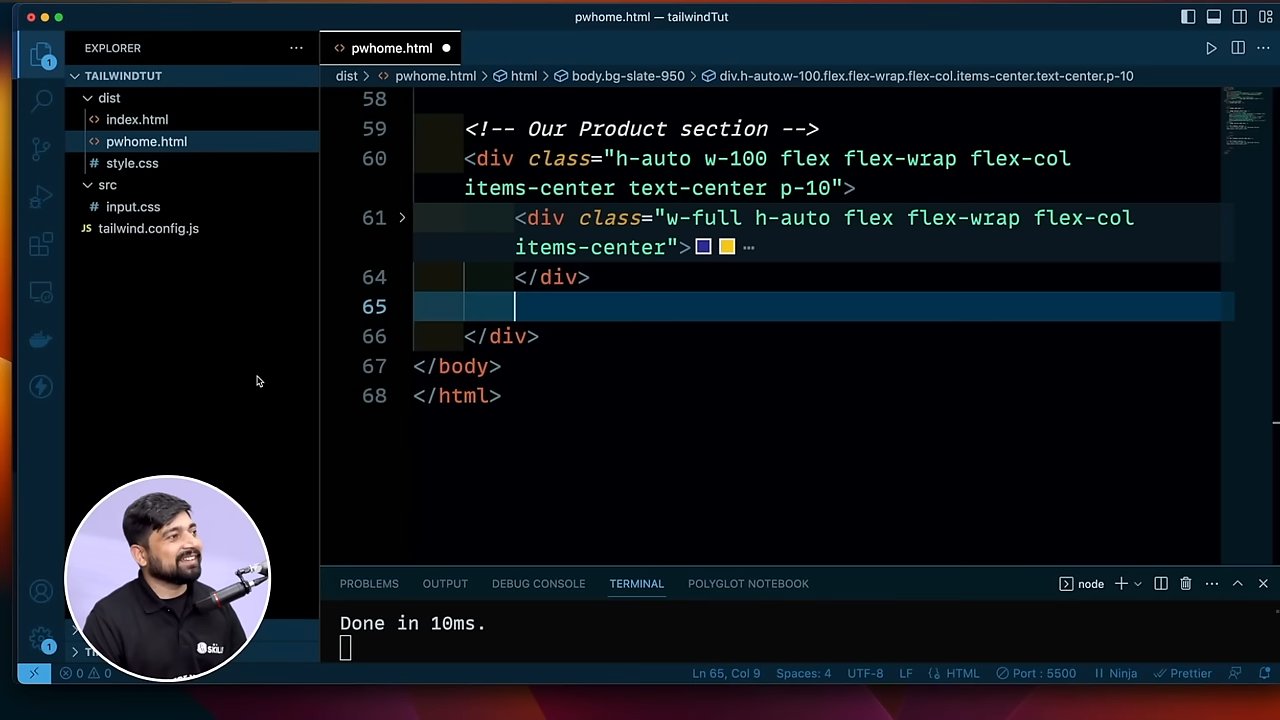 pwhome.html — tailwindTut
EXPLORER
pwhome.html
TAILWINDTUT
dist > pwhome.html > html > body.bg-slate-950 > div.h-auto.w-100.flex.flex-wrap.flex-col.items-center.text-center.p-10
dist
index.html
pwhome.html
style.css
src
input.css
JS tailwind.config.js
58
59 <!-- Our Product section -->
60 <div class="h-auto w-100 flex flex-wrap flex-col
items-center text-center p-10">
61 <div class="w-full h-auto flex flex-wrap flex-col
items-center">
64 </div>
65
66 </div>
67 </body>
68 </html>
PROBLEMS OUTPUT DEBUG CONSOLE TERMINAL POLYGLOT NOTEBOOK
node
Done in 10ms.
1
1
0 0
Ln 65, Col 9 Spaces: 4 UTF-8 LF HTML Port : 5500 Ninja Prettier